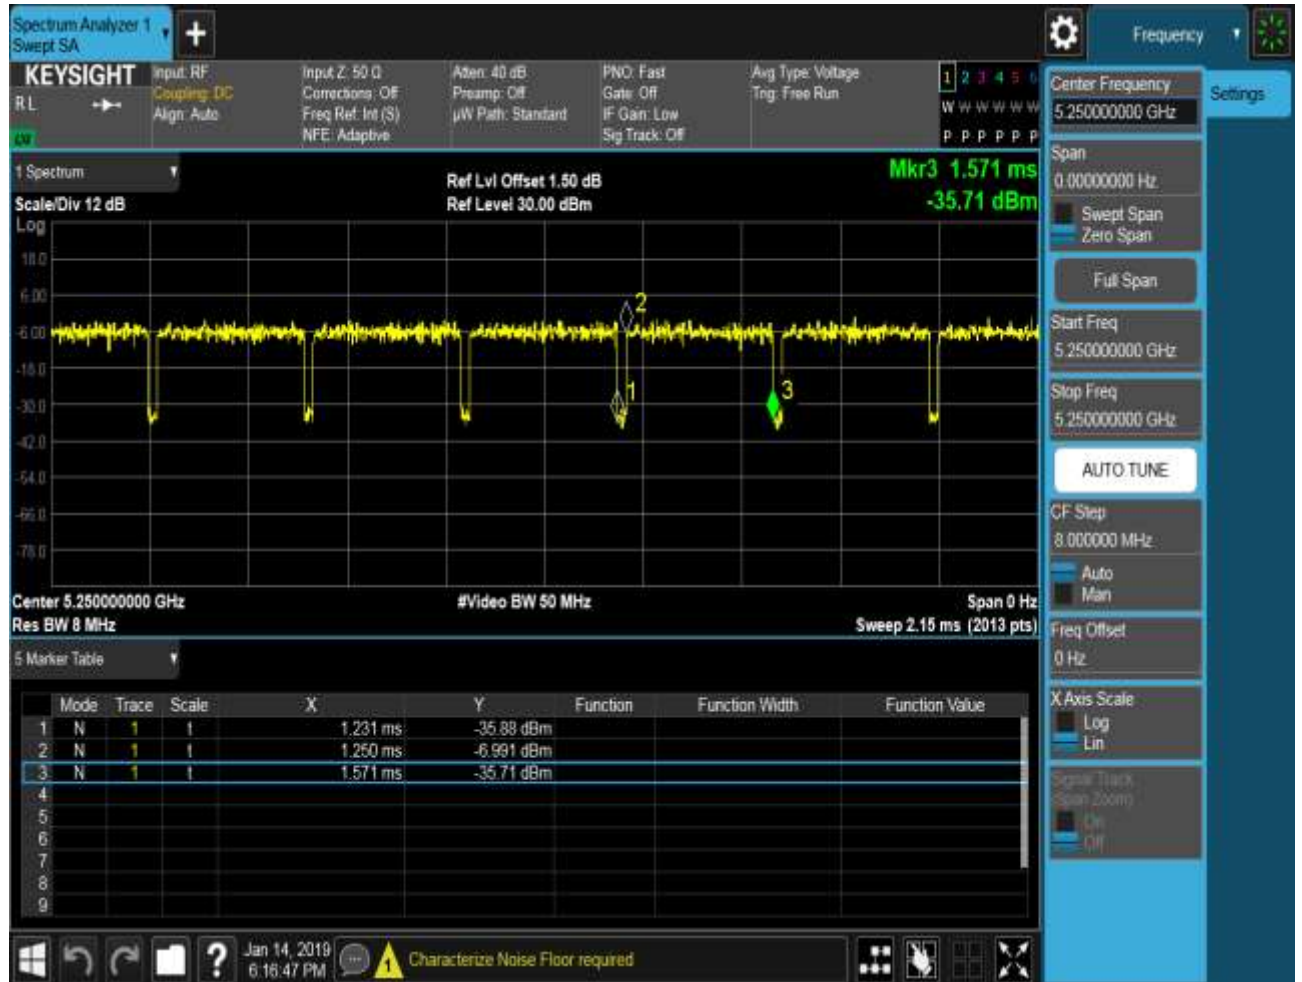 Spectrum Analyzer 1
Swept SA
+
Frequency
KEYSIGHT
R L
Input: RF
Coupling: DC
Align: Auto
Input Z: 50 Ω
Corrections: Off
Freq Ref: Int (S)
NFE: Adaptive
Atten: 40 dB
Preamp: Off
µW Path: Standard
PNO: Fast
Gate: Off
IF Gain: Low
Sig Track: Off
Avg Type: Voltage
Trig: Free Run
1 2 3 4 5 6
W W W W W W
P P P P P P
Center Frequency
5.250000000 GHz
Settings
Span
0.00000000 Hz
Swept Span
Zero Span
Full Span
Start Freq
5.250000000 GHz
Stop Freq
5.250000000 GHz
AUTO TUNE
CF Step
8.000000 MHz
Auto
Man
Freq Offset
0 Hz
X Axis Scale
Log
Lin
Signal Track
(Span Zoom)
On
Off
1 Spectrum
Scale/Div 12 dB
Log
Ref Lvl Offset 1.50 dB
Ref Level 30.00 dBm
Mkr3 1.571 ms
-35.71 dBm
18.0
6.00
-6.00
-18.0
-30.0
-42.0
-54.0
-66.0
-78.0
2
1
3
Center 5.250000000 GHz
#Video BW 50 MHz
Span 0 Hz
Res BW 8 MHz
Sweep 2.15 ms (2013 pts)
5 Marker Table
Mode Trace Scale X Y Function Function Width Function Value
1 N 1 t 1.231 ms -35.88 dBm
2 N 1 t 1.250 ms -6.991 dBm
3 N 1 t 1.571 ms -35.71 dBm
4
5
6
7
8
9
?
Jan 14, 2019
6:16:47 PM
1
Characterize Noise Floor required